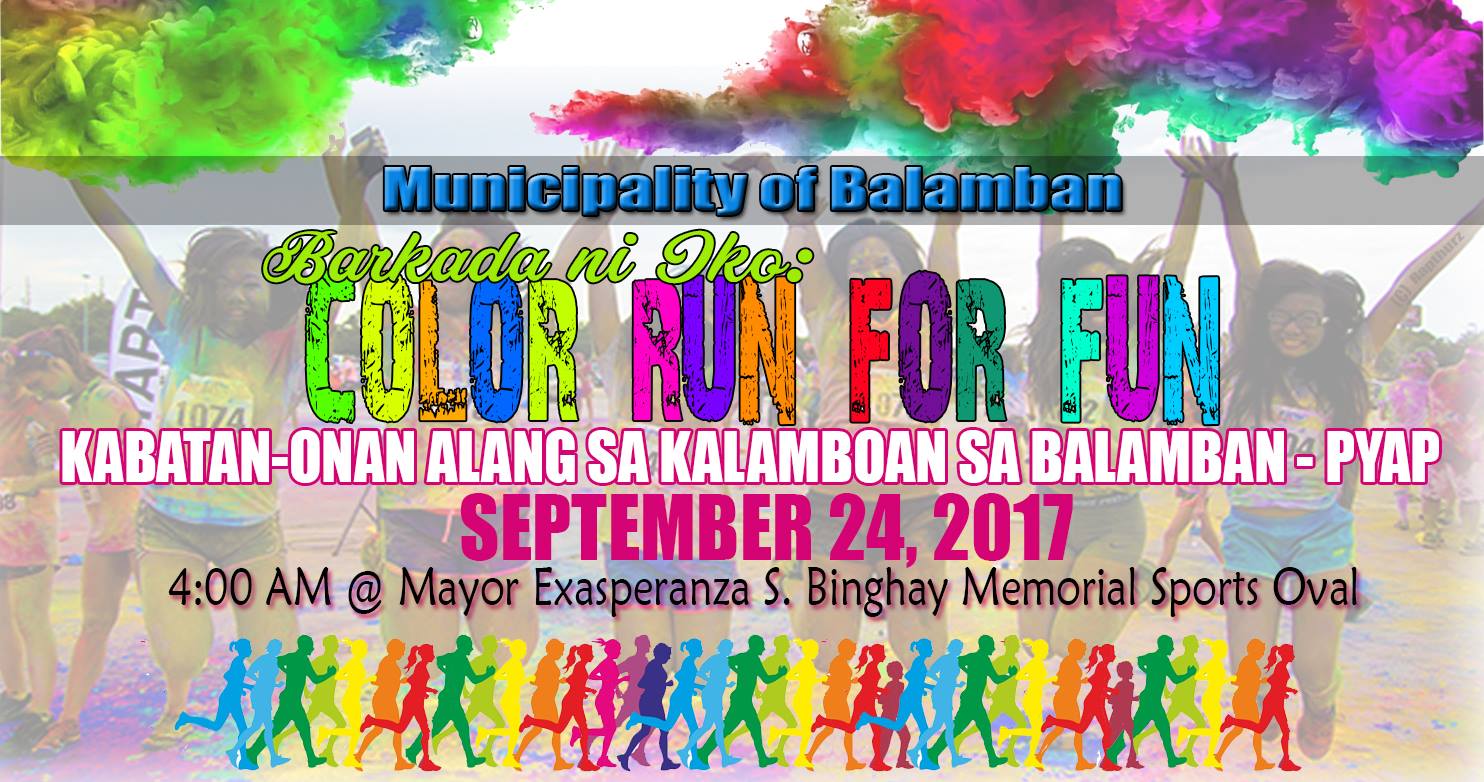 Municipality of Balamban
Barkada ni Iko:
COLOR RUN FOR FUN
KABATAN-ONAN ALANG SA KALAMBOAN SA BALAMBAN - PYAP
SEPTEMBER 24, 2017
4:00 AM @ Mayor Exasperanza S. Binghay Memorial Sports Oval
1074